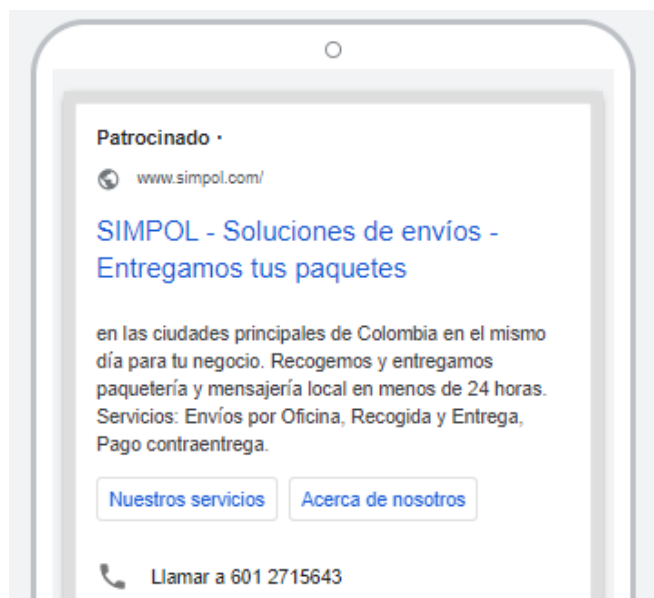 Patrocinado ·
www.simpol.com/
SIMPOL - Soluciones de envíos -
Entregamos tus paquetes
en las ciudades principales de Colombia en el mismo
día para tu negocio. Recogemos y entregamos
paquetería y mensajería local en menos de 24 horas.
Servicios: Envíos por Oficina, Recogida y Entrega,
Pago contraentrega.
Nuestros servicios Acerca de nosotros
Llamar a 601 2715643